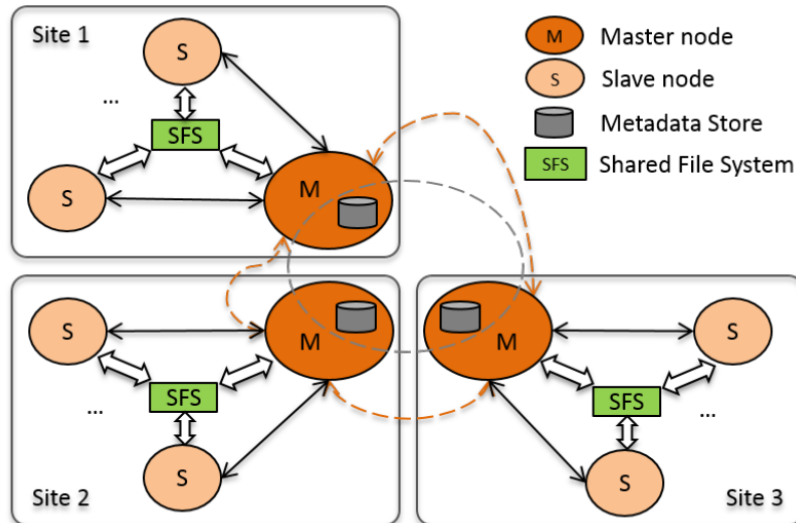 Site 1
S
...
SFS
S
M
M
Master node
S
Slave node
Metadata Store
SFS
Shared File System
S
M
SFS
...
S
Site 2
M
S
SFS
...
S
Site 3